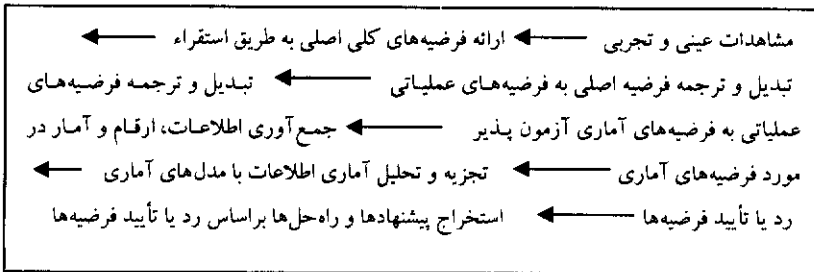 مشاهدات عینی و تجربی ← ارائه فرضیه‌های کلی اصلی به طریق استقراء ←
تبدیل و ترجمه فرضیه اصلی به فرضیه‌های عملیاتی ← تبدیل و ترجمه فرضیه‌های
عملیاتی به فرضیه‌های آماری آزمون پذیر ← جمع‌آوری اطلاعات، ارقام و آمار در
مورد فرضیه‌های آماری ← تجزیه و تحلیل آماری اطلاعات با مدل‌های آماری ←
رد یا تأیید فرضیه‌ها ← استخراج پیشنهادها و راه‌حل‌ها براساس رد یا تأیید فرضیه‌ها